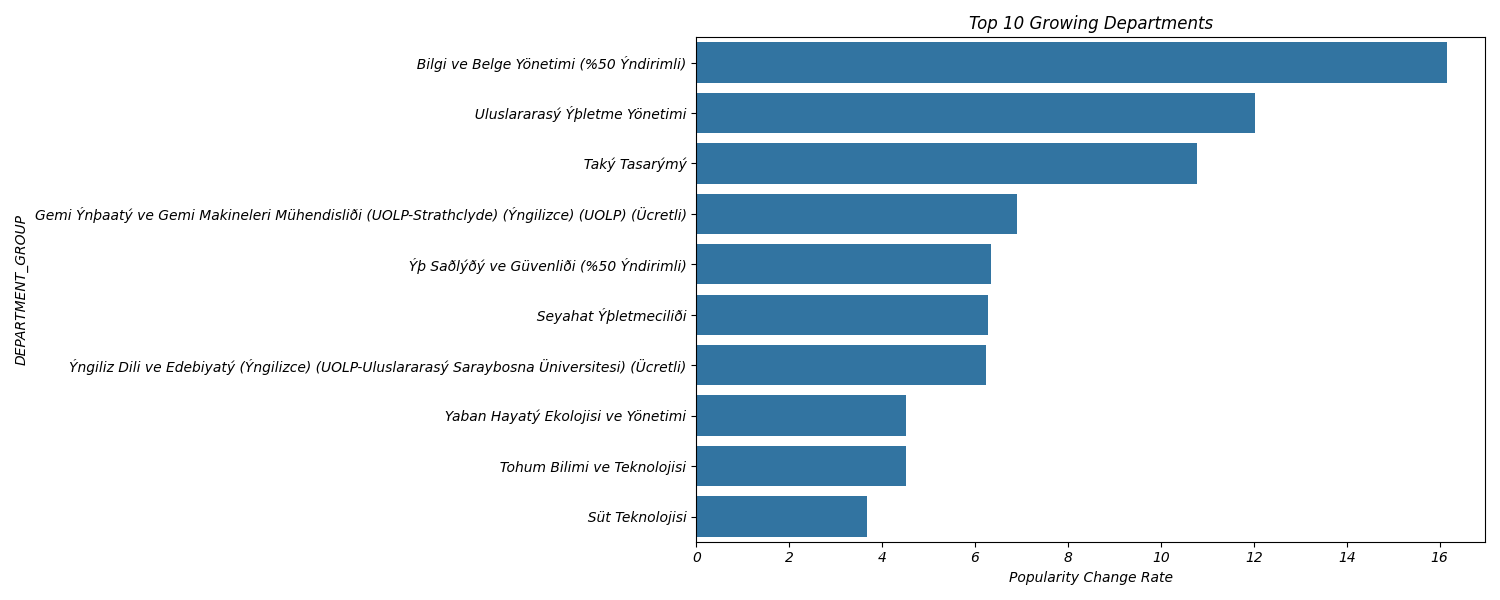 Top 10 Growing Departments
Bilgi ve Belge Yönetimi (%50 Ýndirimli)
Uluslararasý Ýþletme Yönetimi
Taký Tasarýmý
Gemi Ýnþaatý ve Gemi Makineleri Mühendisliði (UOLP-Strathclyde) (Ýngilizce) (UOLP) (Ücretli)
Ýþ Saðlýðý ve Güvenliði (%50 Ýndirimli)
Seyahat Ýþletmeciliði
Ýngiliz Dili ve Edebiyatý (Ýngilizce) (UOLP-Uluslararasý Saraybosna Üniversitesi) (Ücretli)
Yaban Hayatý Ekolojisi ve Yönetimi
Tohum Bilimi ve Teknolojisi
Süt Teknolojisi
DEPARTMENT_GROUP
0 2 4 6 8 10 12 14 16
Popularity Change Rate